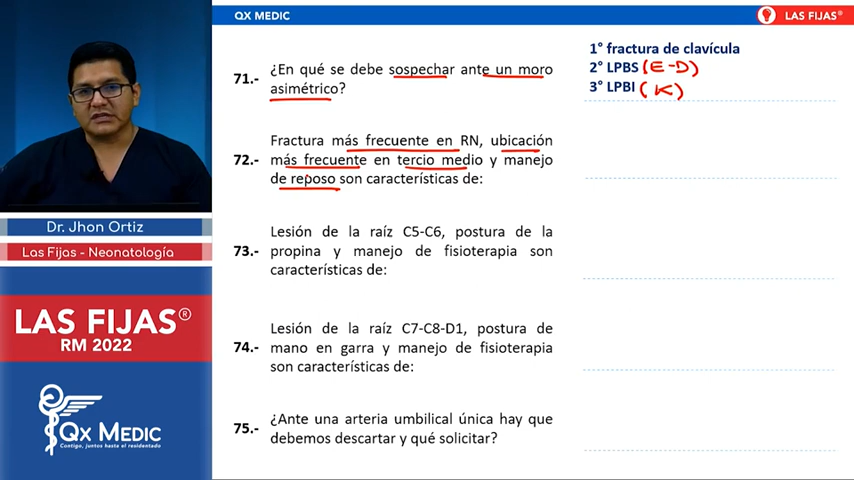 QX MEDIC
LAS FIJAS®
71.-
¿En qué se debe sospechar ante un moro
asimétrico?
1° fractura de clavícula
2° LPBS (E-D)
3° LPBI (K)
72.-
Fractura más frecuente en RN, ubicación
más frecuente en tercio medio y manejo
de reposo son características de:
73.-
Lesión de la raíz C5-C6, postura de la
propina y manejo de fisioterapia son
características de:
74.-
Lesión de la raíz C7-C8-D1, postura de
mano en garra y manejo de fisioterapia
son características de:
75.-
¿Ante una arteria umbilical única hay que
debemos descartar y qué solicitar?
Dr. Jhon Ortiz
Las Fijas - Neonatología
LAS FIJAS®
RM 2022
QX MEDIC
Contigo, juntos hasta el residentado